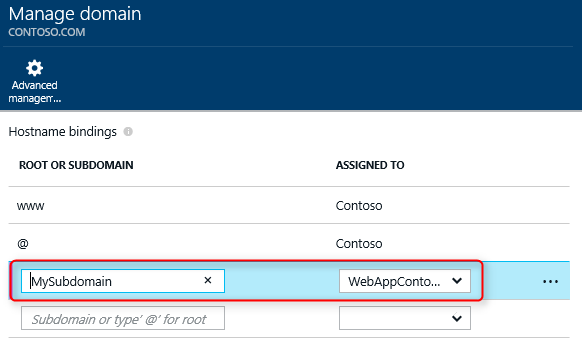 Manage domain
CONTOSO.COM
Advanced
managem...
Hostname bindings
ROOT OR SUBDOMAIN ASSIGNED TO
www Contoso
@ Contoso
MySubdomain × WebAppConto... ...
Subdomain or type' @' for root